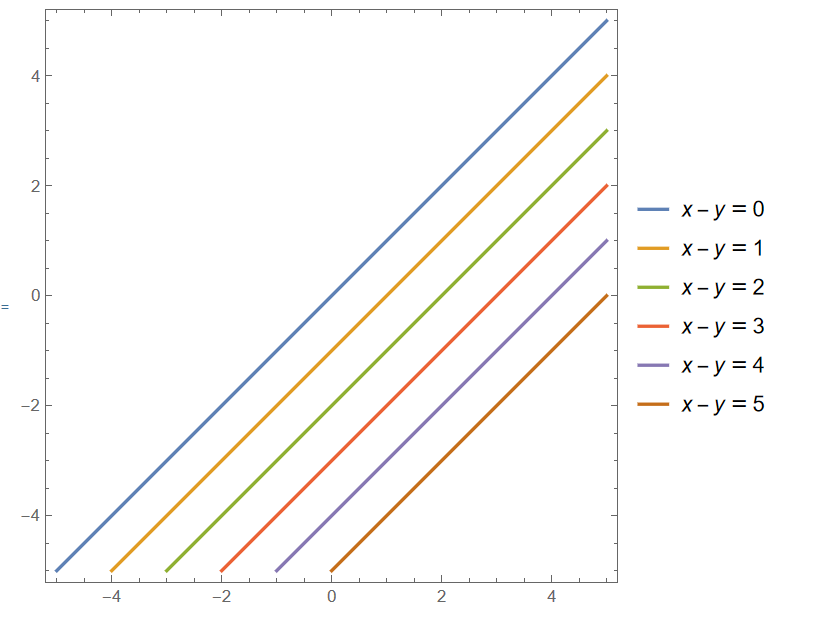 4
2
0
−2
−4
−4 −2 0 2 4
=
x − y = 0
x − y = 1
x − y = 2
x − y = 3
x − y = 4
x − y = 5